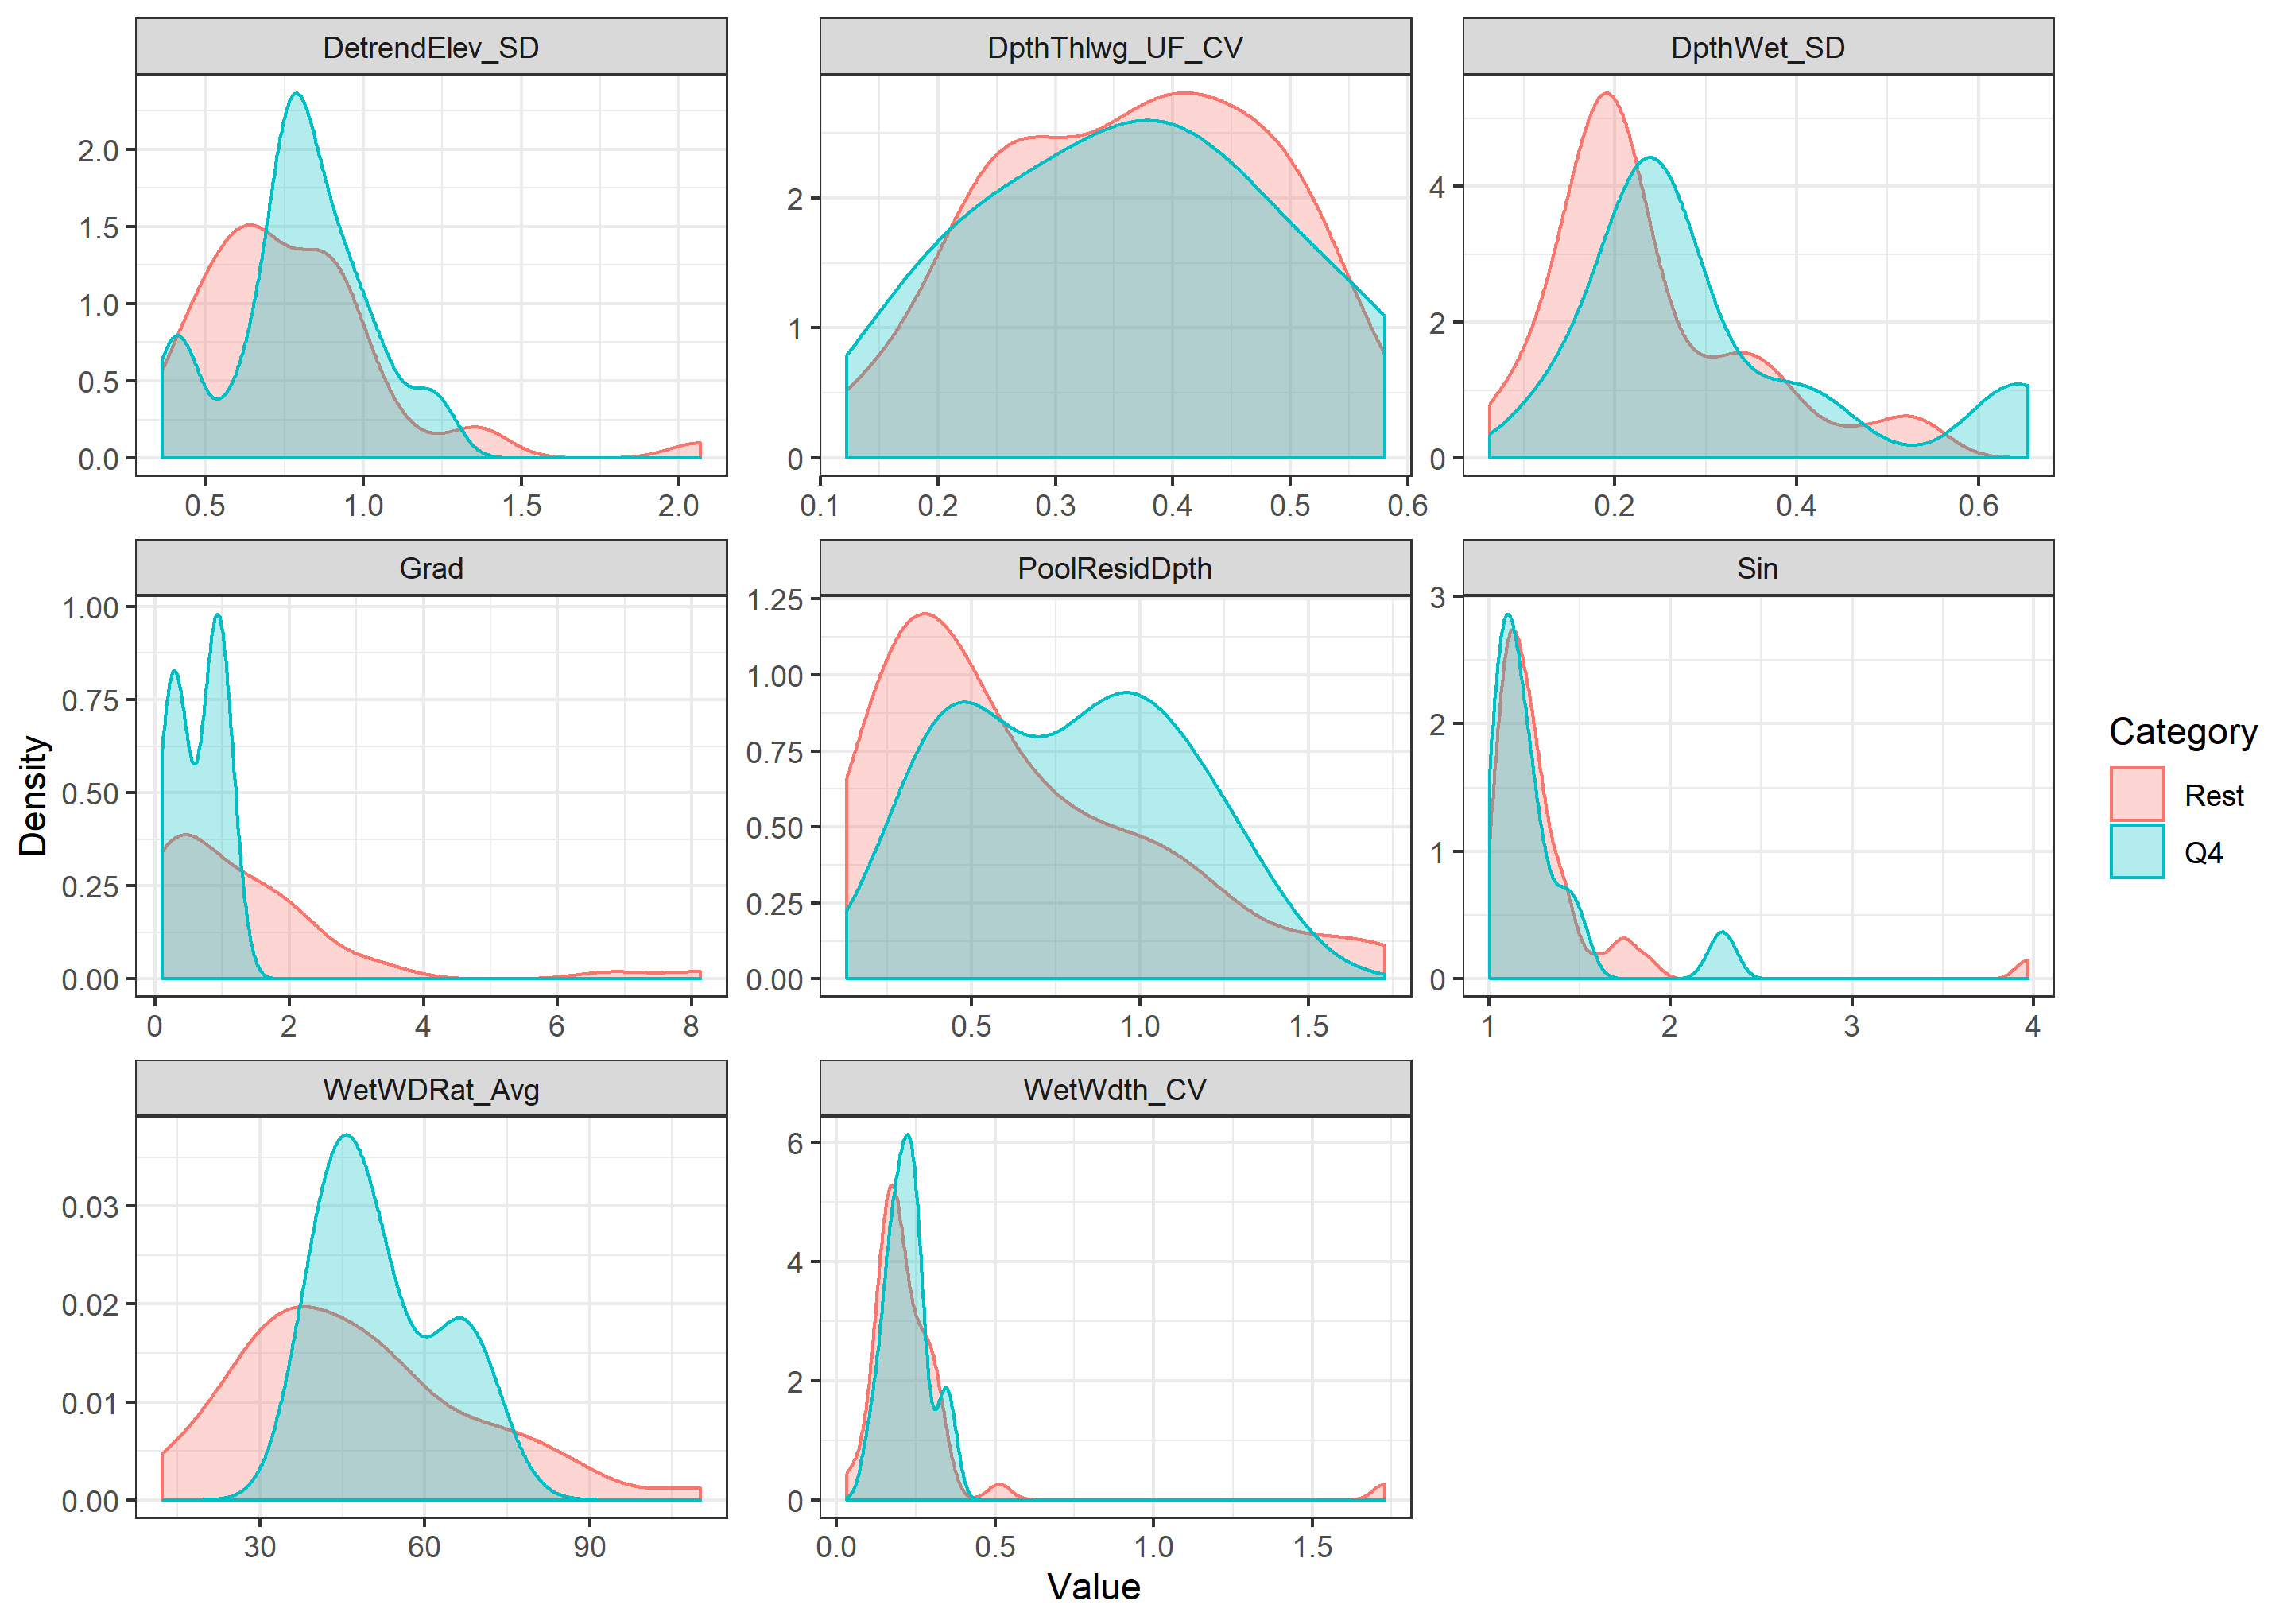 DetrendElev_SD
DpthThlwg_UF_CV
DpthWet_SD
2.0
1.5
1.0
0.5
0.0
2
1
0
4
2
0
0.5 1.0 1.5 2.0
0.1 0.2 0.3 0.4 0.5 0.6
0.2 0.4 0.6
Grad
PoolResidDpth
Sin
1.00
0.75
0.50
0.25
0.00
1.25
1.00
0.75
0.50
0.25
0.00
3
2
1
0
0 2 4 6 8
0.5 1.0 1.5
1 2 3 4
WetWDRat_Avg
WetWdth_CV
0.03
0.02
0.01
0.00
6
4
2
0
30 60 90
0.0 0.5 1.0 1.5
Density
Value
Category
Rest
Q4